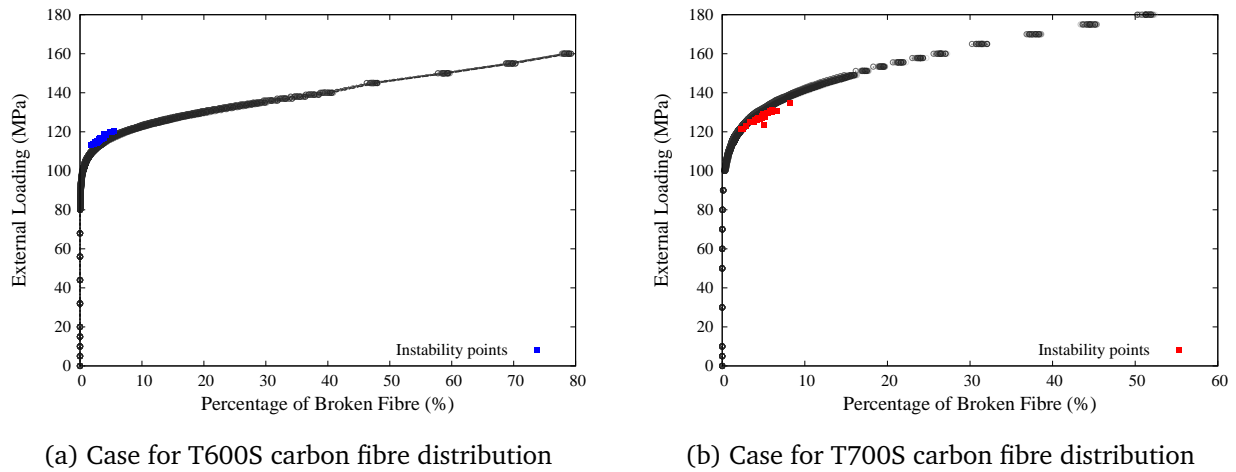 180
160
140
120
100
80
60
40
20
0
External Loading (MPa)
Instability points
0 10 20 30 40 50 60 70 80
Percentage of Broken Fibre (%)
(a) Case for T600S carbon fibre distribution
180
160
140
120
100
80
60
40
20
0
External Loading (MPa)
Instability points
0 10 20 30 40 50 60
Percentage of Broken Fibre (%)
(b) Case for T700S carbon fibre distribution